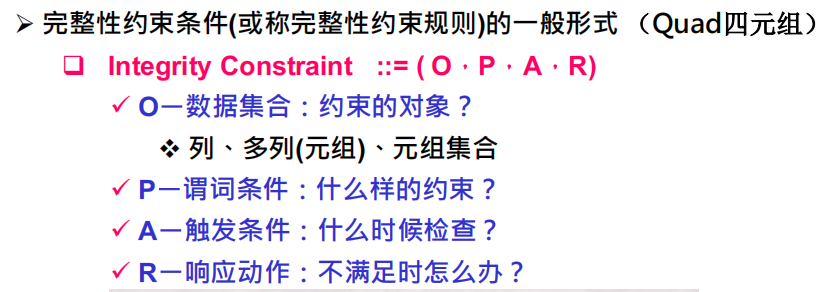 ➢ 完整性约束条件(或称完整性约束规则)的一般形式 （Quad四元组）
❑ Integrity Constraint ::= ( O，P，A，R)
✓ O－数据集合：约束的对象？
❖ 列、多列(元组)、元组集合
✓ P－谓词条件：什么样的约束？
✓ A－触发条件：什么时候检查？
✓ R－响应动作：不满足时怎么办？